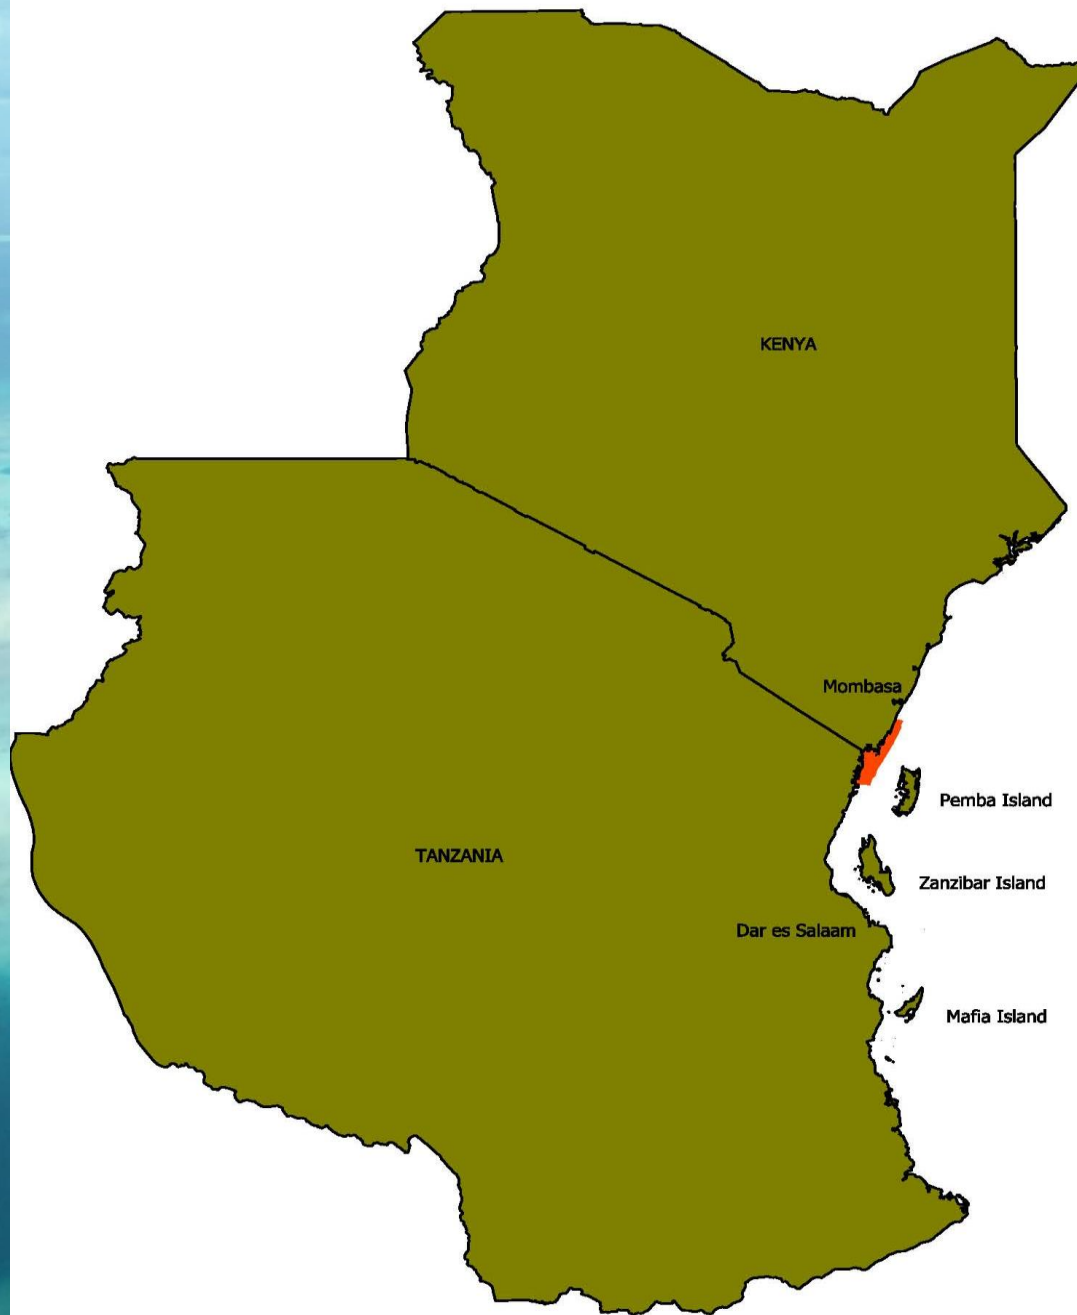 KENYA
Mombasa
Pemba Island
TANZANIA
Zanzibar Island
Dar es Salaam
Mafia Island